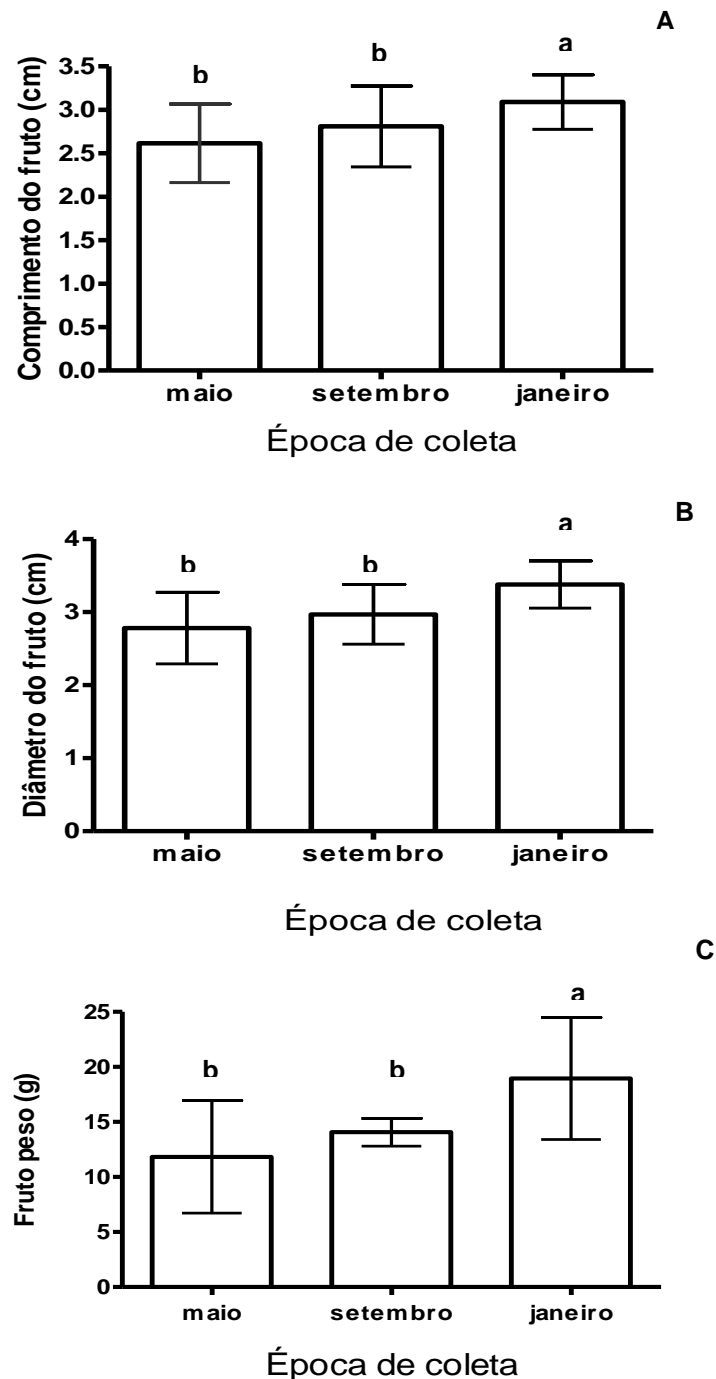 A
Comprimento do fruto (cm)
3.5
3.0
2.5
2.0
1.5
1.0
0.5
0.0
b
b
a
maio
setembro
janeiro
Época de coleta
B
Diâmetro do fruto (cm)
4
3
2
1
0
b
b
a
maio
setembro
janeiro
Época de coleta
C
Fruto peso (g)
25
20
15
10
5
0
b
b
a
maio
setembro
janeiro
Época de coleta